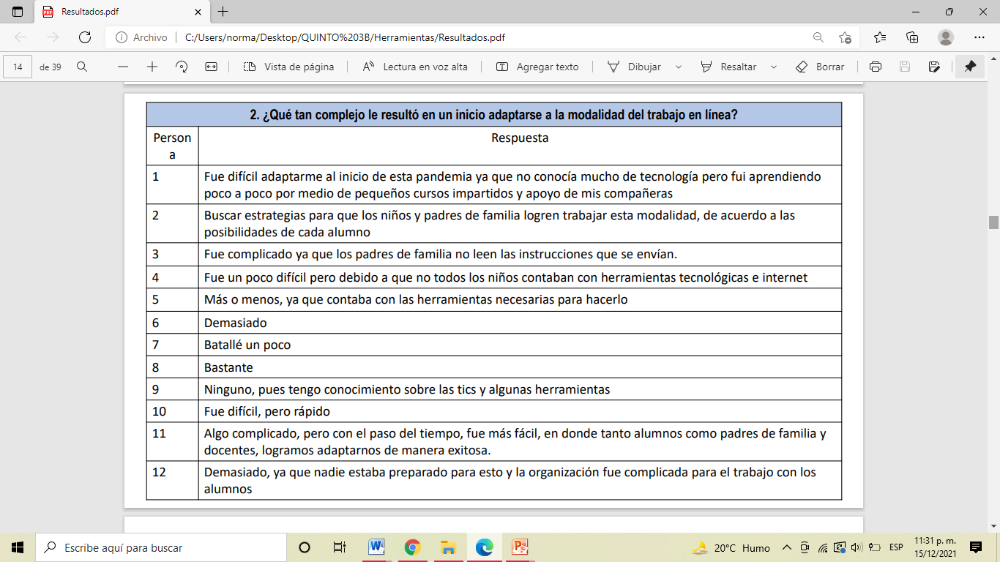 Resultados.pdf
Archivo C:/Users/norma/Desktop/QUINTO%203B/Herramientas/Resultados.pdf
14 de 39 Vista de página Lectura en voz alta Agregar texto Dibujar Resaltar Borrar
2. ¿Qué tan complejo le resultó en un inicio adaptarse a la modalidad del trabajo en línea?
Person
a
Respuesta
1 Fue difícil adaptarme al inicio de esta pandemia ya que no conocía mucho de tecnología pero fui aprendiendo
poco a poco por medio de pequeños cursos impartidos y apoyo de mis compañeras
2 Buscar estrategias para que los niños y padres de familia logren trabajar esta modalidad, de acuerdo a las
posibilidades de cada alumno
3 Fue complicado ya que los padres de familia no leen las instrucciones que se envían.
4 Fue un poco difícil pero debido a que no todos los niños contaban con herramientas tecnológicas e internet
5 Más o menos, ya que contaba con las herramientas necesarias para hacerlo
6 Demasiado
7 Batallé un poco
8 Bastante
9 Ninguno, pues tengo conocimiento sobre las tics y algunas herramientas
10 Fue difícil, pero rápido
11 Algo complicado, pero con el paso del tiempo, fue más fácil, en donde tanto alumnos como padres de familia y
docentes, logramos adaptarnos de manera exitosa.
12 Demasiado, ya que nadie estaba preparado para esto y la organización fue complicada para el trabajo con los
alumnos
Escribe aquí para buscar
20°C Humo
ESP
11:31 p. m.
15/12/2021